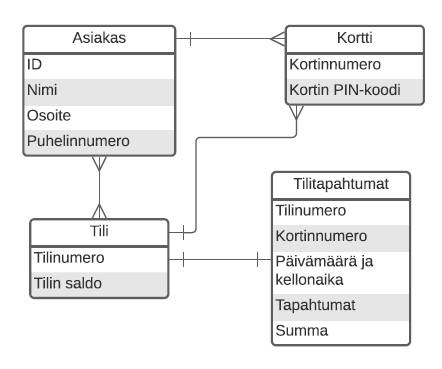 Asiakas
ID
Nimi
Osoite
Puhelinnumero
Kortti
Kortinnumero
Kortin PIN-koodi
Tili
Tilinumero
Tilin saldo
Tilitapahtumat
Tilinumero
Kortinnumero
Päivämäärä ja
kellonaika
Tapahtumat
Summa